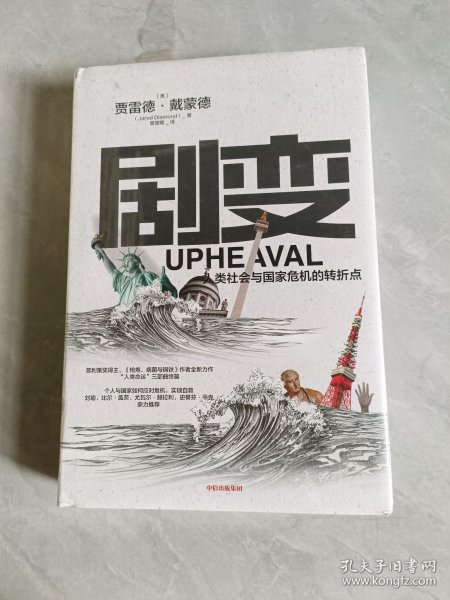 [美]
贾雷德·戴蒙德
(Jared Diamond) _ 著
曾楚媛 _ 译
剧变
UPHEAVAL
人类社会与国家危机的转折点
普利策奖得主、《枪炮、病菌与钢铁》作者全新力作
“人类命运”三部曲终篇
个人与国家如何应对危机、实现自救
刘瑜、比尔·盖茨、尤瓦尔·赫拉利、史蒂芬·平克
鼎力推荐
中信出版集团
孔夫子旧书网
www.kongfz.com